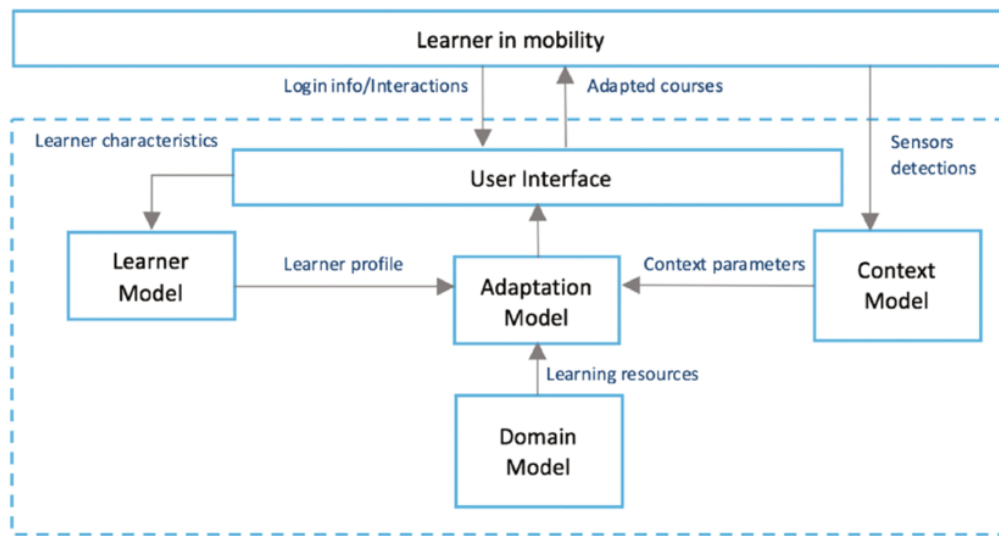 Learner in mobility
Login info/Interactions
Adapted courses
Learner characteristics
Sensors
detections
User Interface
Learner
Model
Learner profile
Adaptation
Model
Context parameters
Context
Model
Learning resources
Domain
Model